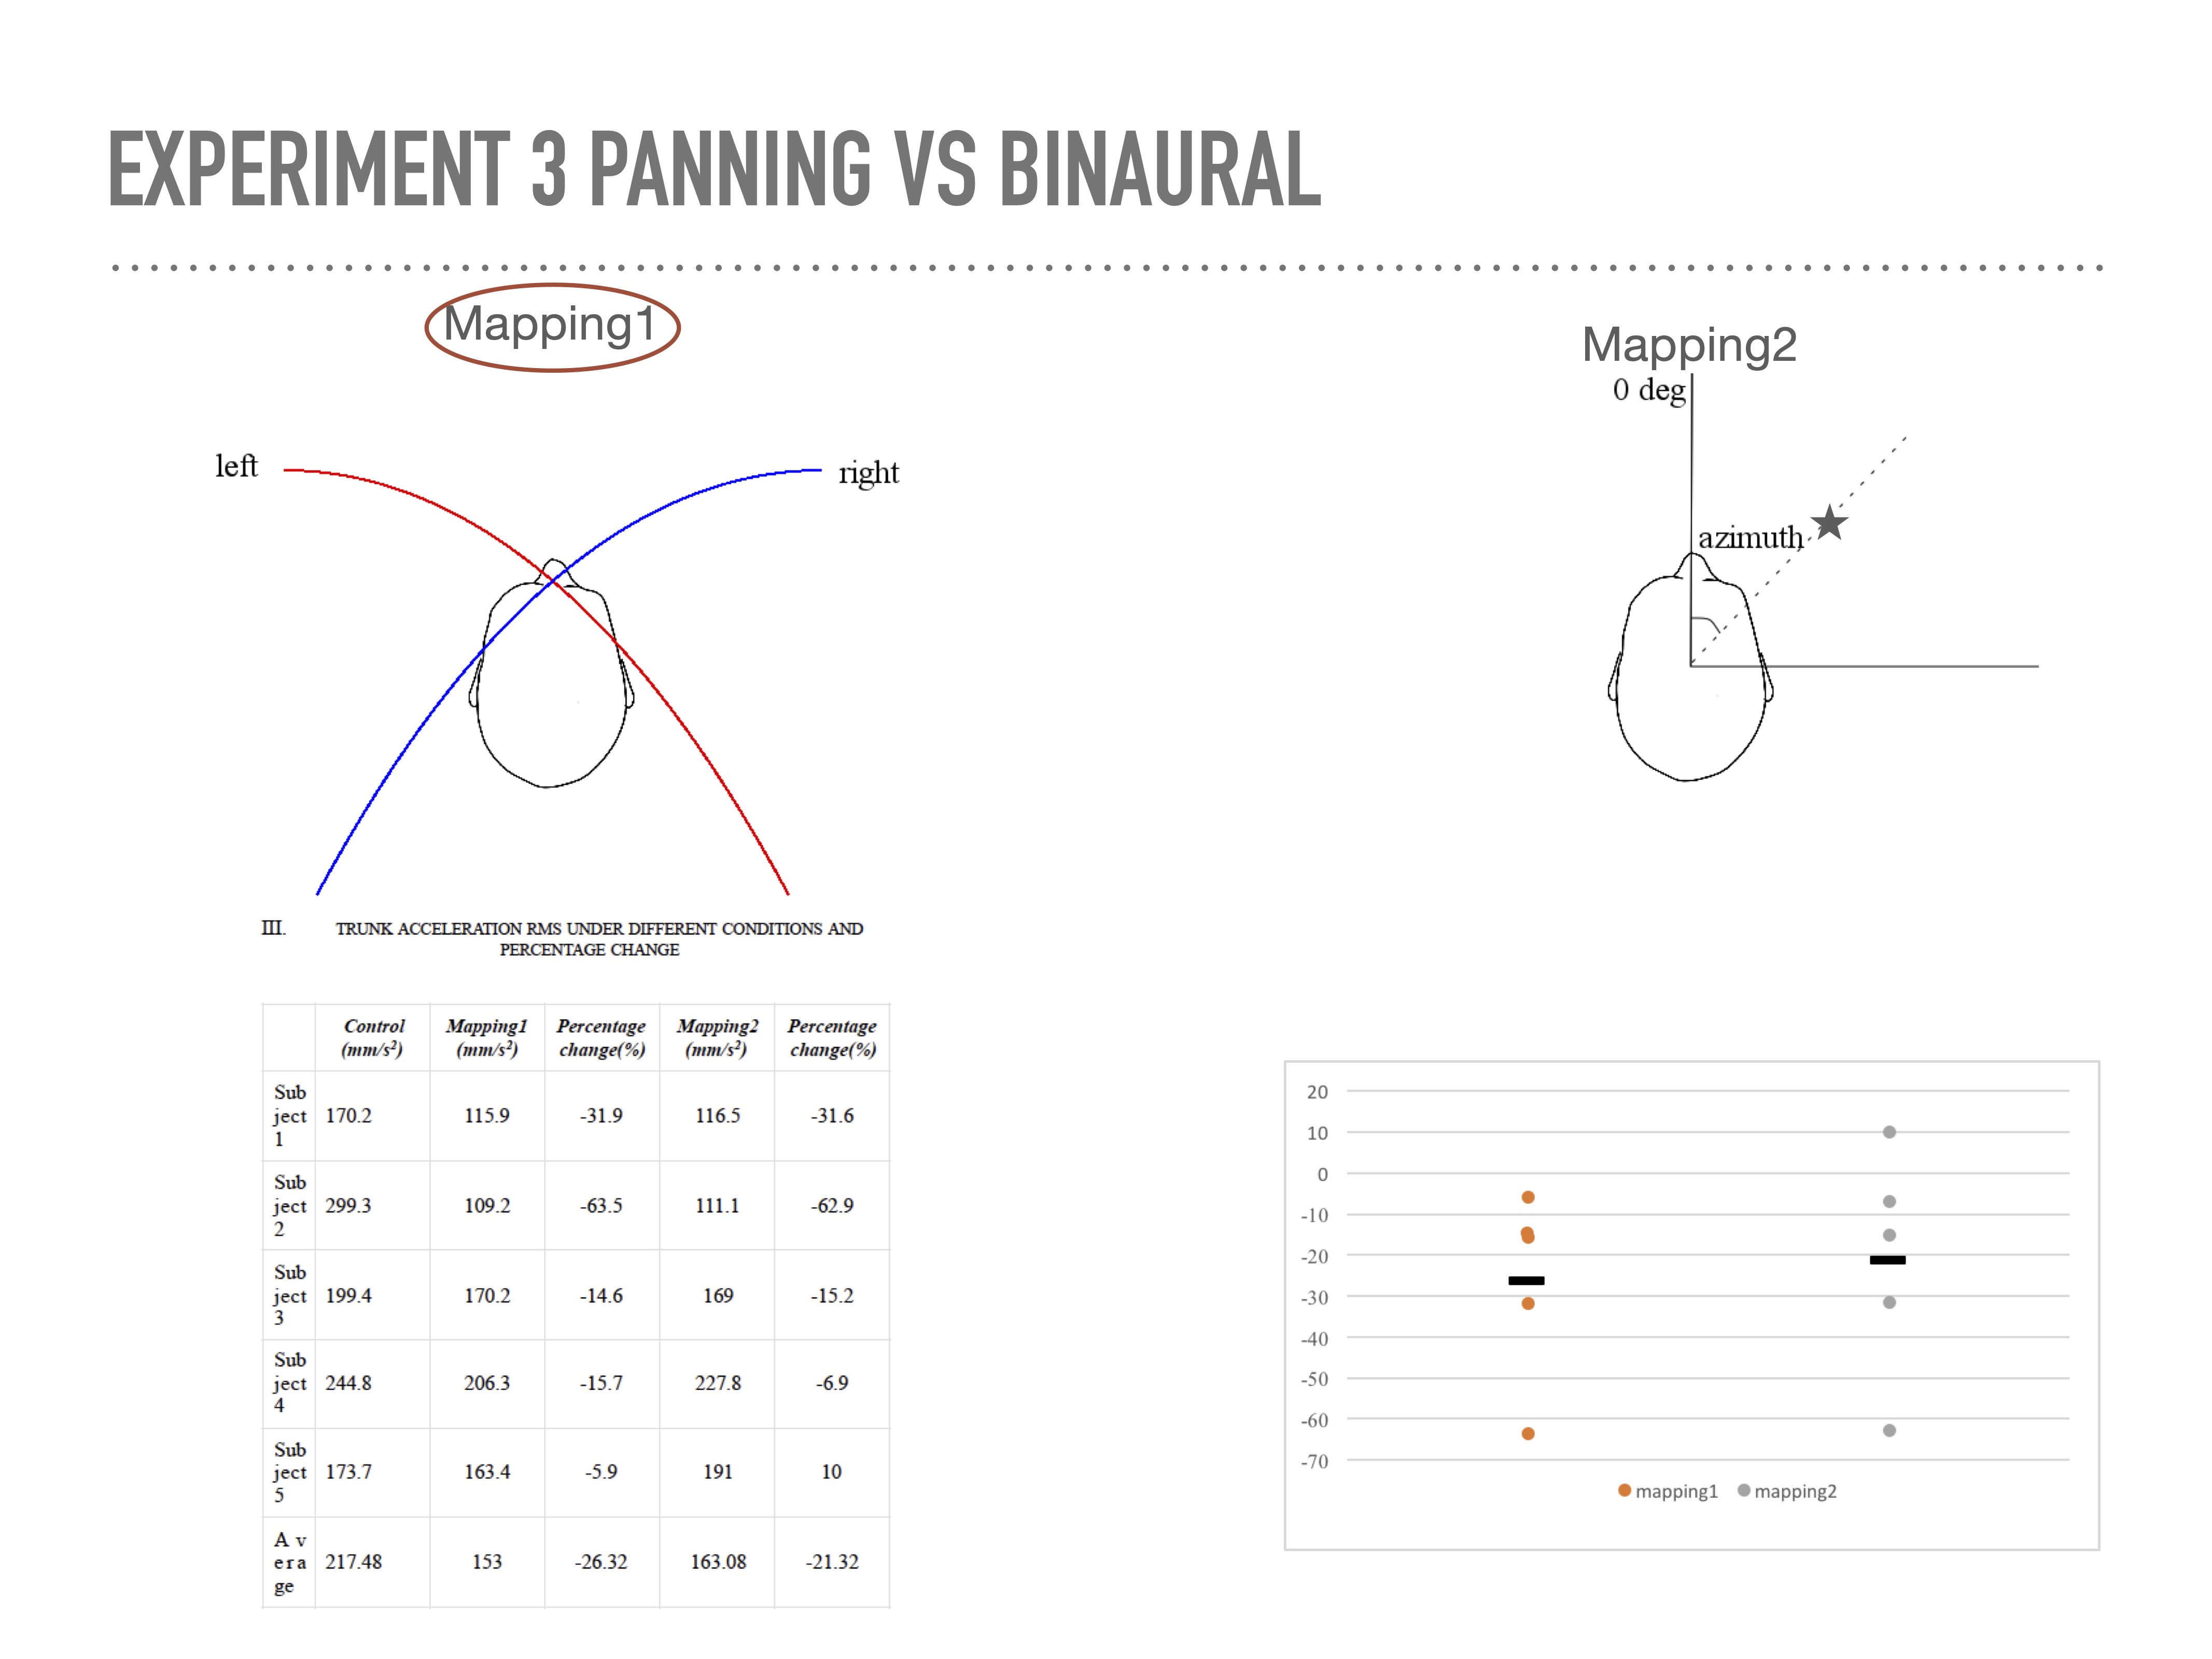 EXPERIMENT 3 PANNING VS BINAURAL
Mapping1
Mapping2
0 deg
left
right
azimuth
III. TRUNK ACCELERATION RMS UNDER DIFFERENT CONDITIONS AND
PERCENTAGE CHANGE
Control (mm/s²) Mapping1 (mm/s²) Percentage change(%) Mapping2 (mm/s²) Percentage change(%)
Subject 1 170.2 115.9 -31.9 116.5 -31.6
Subject 2 299.3 109.2 -63.5 111.1 -62.9
Subject 3 199.4 170.2 -14.6 169 -15.2
Subject 4 244.8 206.3 -15.7 227.8 -6.9
Subject 5 173.7 163.4 -5.9 191 10
Average 217.48 153 -26.32 163.08 -21.32
20
10
0
-10
-20
-30
-40
-50
-60
-70
mapping1 mapping2